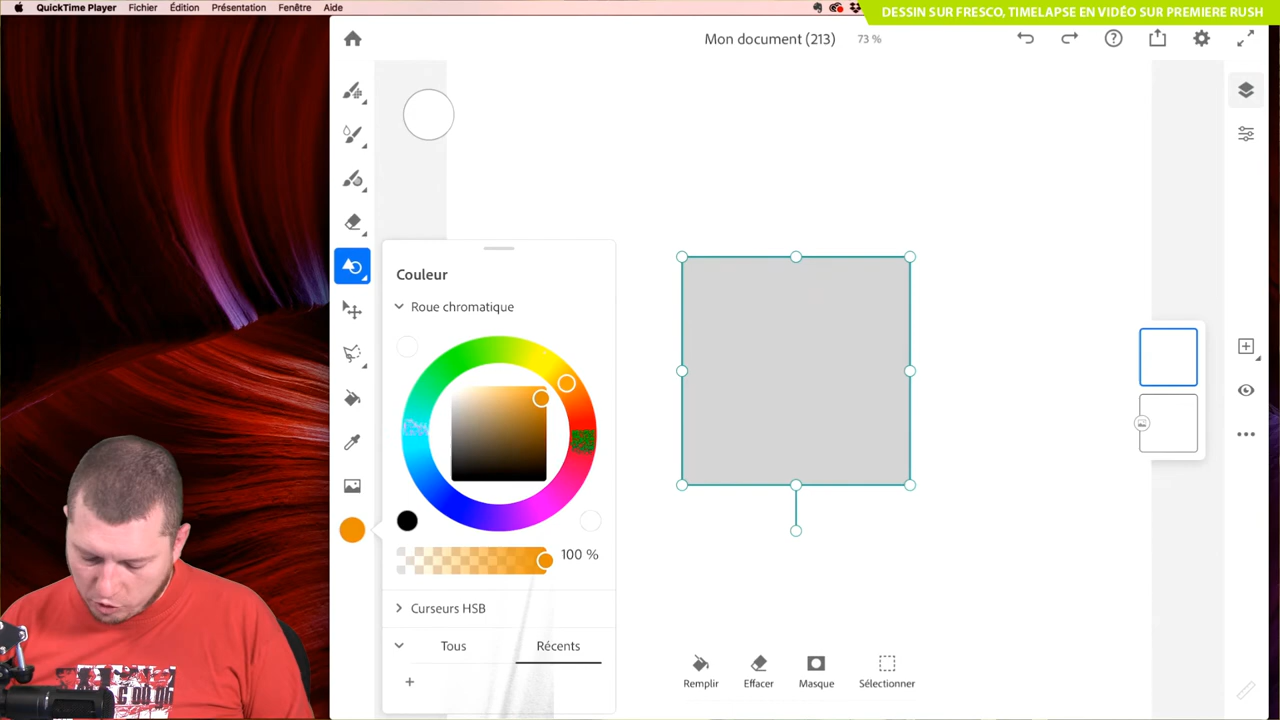 QuickTime Player Fichier Édition Présentation Fenêtre Aide
DESSIN SUR FRESCO, TIMELAPSE EN VIDÉO SUR PREMIERE RUSH
Mon document (213) 73 %
Couleur
Roue chromatique
100 %
Curseurs HSB
Tous Récents
Remplir Effacer Masque Sélectionner